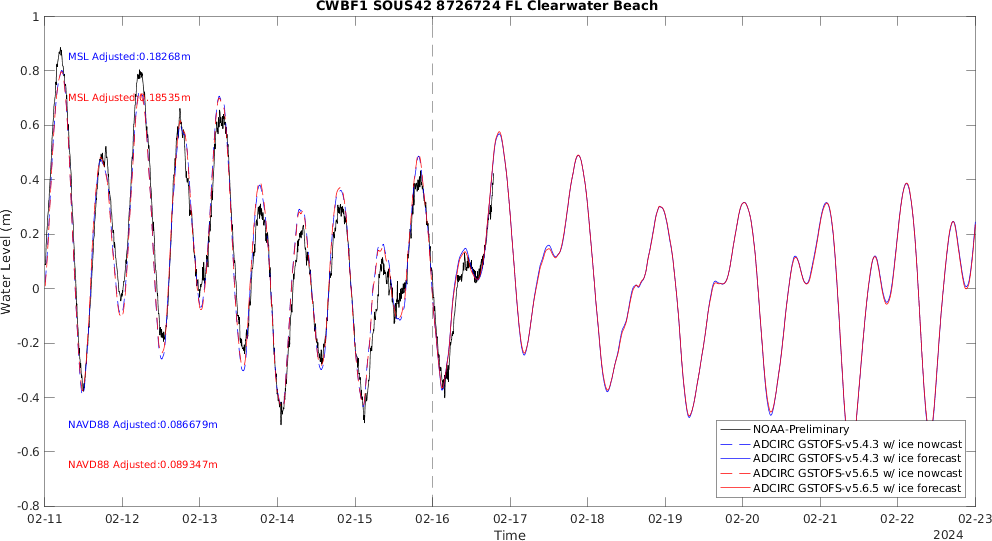 CWBF1 SOUS42 8726724 FL Clearwater Beach
Water Level (m)
1
0.8
0.6
0.4
0.2
0
-0.2
-0.4
-0.6
-0.8
MSL Adjusted:0.18268m
MSL Adjusted:0.18535m
NAVD88 Adjusted:0.086679m
NAVD88 Adjusted:0.089347m
NOAA-Preliminary
ADCIRC GSTOFS-v5.4.3 w/ ice nowcast
ADCIRC GSTOFS-v5.4.3 w/ ice forecast
ADCIRC GSTOFS-v5.6.5 w/ ice nowcast
ADCIRC GSTOFS-v5.6.5 w/ ice forecast
02-11 02-12 02-13 02-14 02-15 02-16 02-17 02-18 02-19 02-20 02-21 02-22 02-23
Time
2024